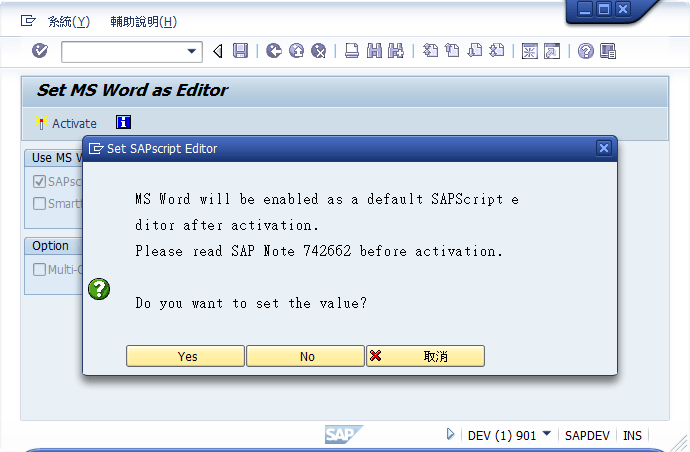 系統(Y) 輔助說明(H)
Set MS Word as Editor
Activate
Use MS W
Set SAPscript Editor
SAPsc
Smartf
Option
Multi-C
MS Word will be enabled as a default SAPScript e
ditor after activation.
Please read SAP Note 742662 before activation.
Do you want to set the value?
Yes No 取消
SAP DEV (1) 901 SAPDEV INS